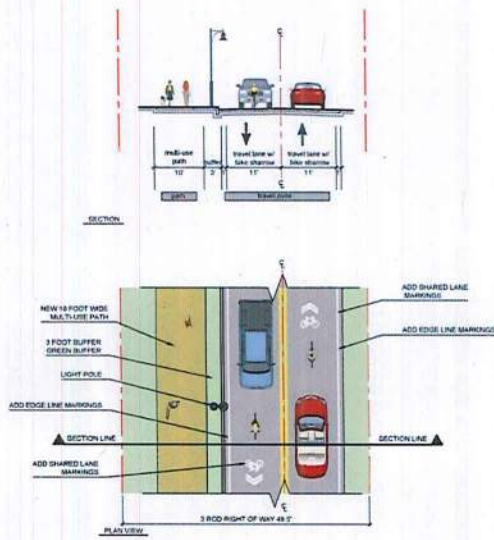 ℄
multi-use
path
buffer
travel lane w/
bike sharrow
travel lane w/
bike sharrow
10'
3'
11'
11'
℄
path
travel zone
SECTION
℄
NEW 10 FOOT WIDE
MULTI-USE PATH
3 FOOT BUFFER
GREEN BUFFER
LIGHT POLE
ADD EDGE LINE MARKINGS
SECTION LINE
ADD SHARED LANE
MARKINGS
ADD SHARED LANE
MARKINGS
ADD EDGE LINE MARKINGS
SECTION LINE
℄
3 ROD RIGHT OF WAY 49.5'
PLAN VIEW